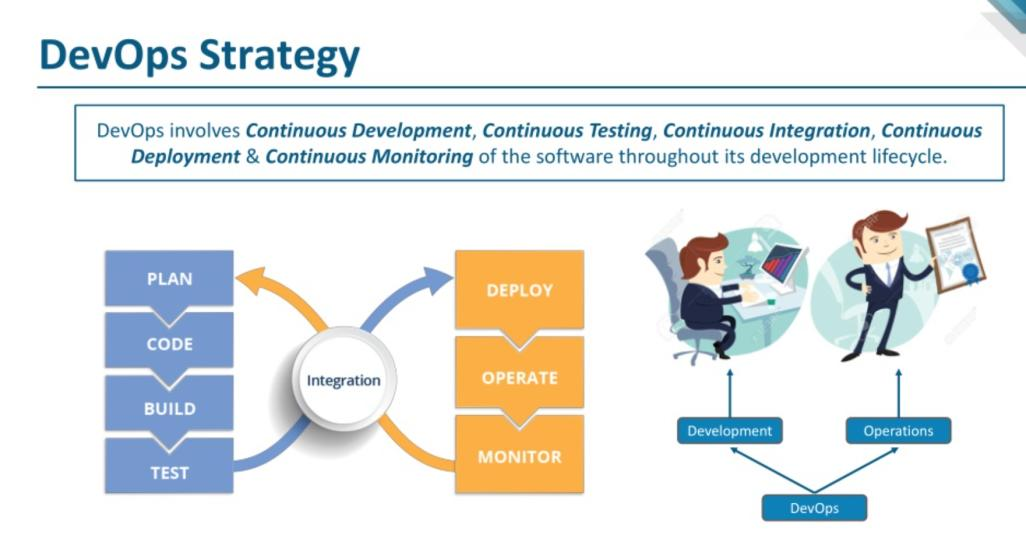 DevOps Strategy
DevOps involves Continuous Development, Continuous Testing, Continuous Integration, Continuous
Deployment & Continuous Monitoring of the software throughout its development lifecycle.
PLAN
CODE
BUILD
TEST
Integration
DEPLOY
OPERATE
MONITOR
Development
Operations
DevOps